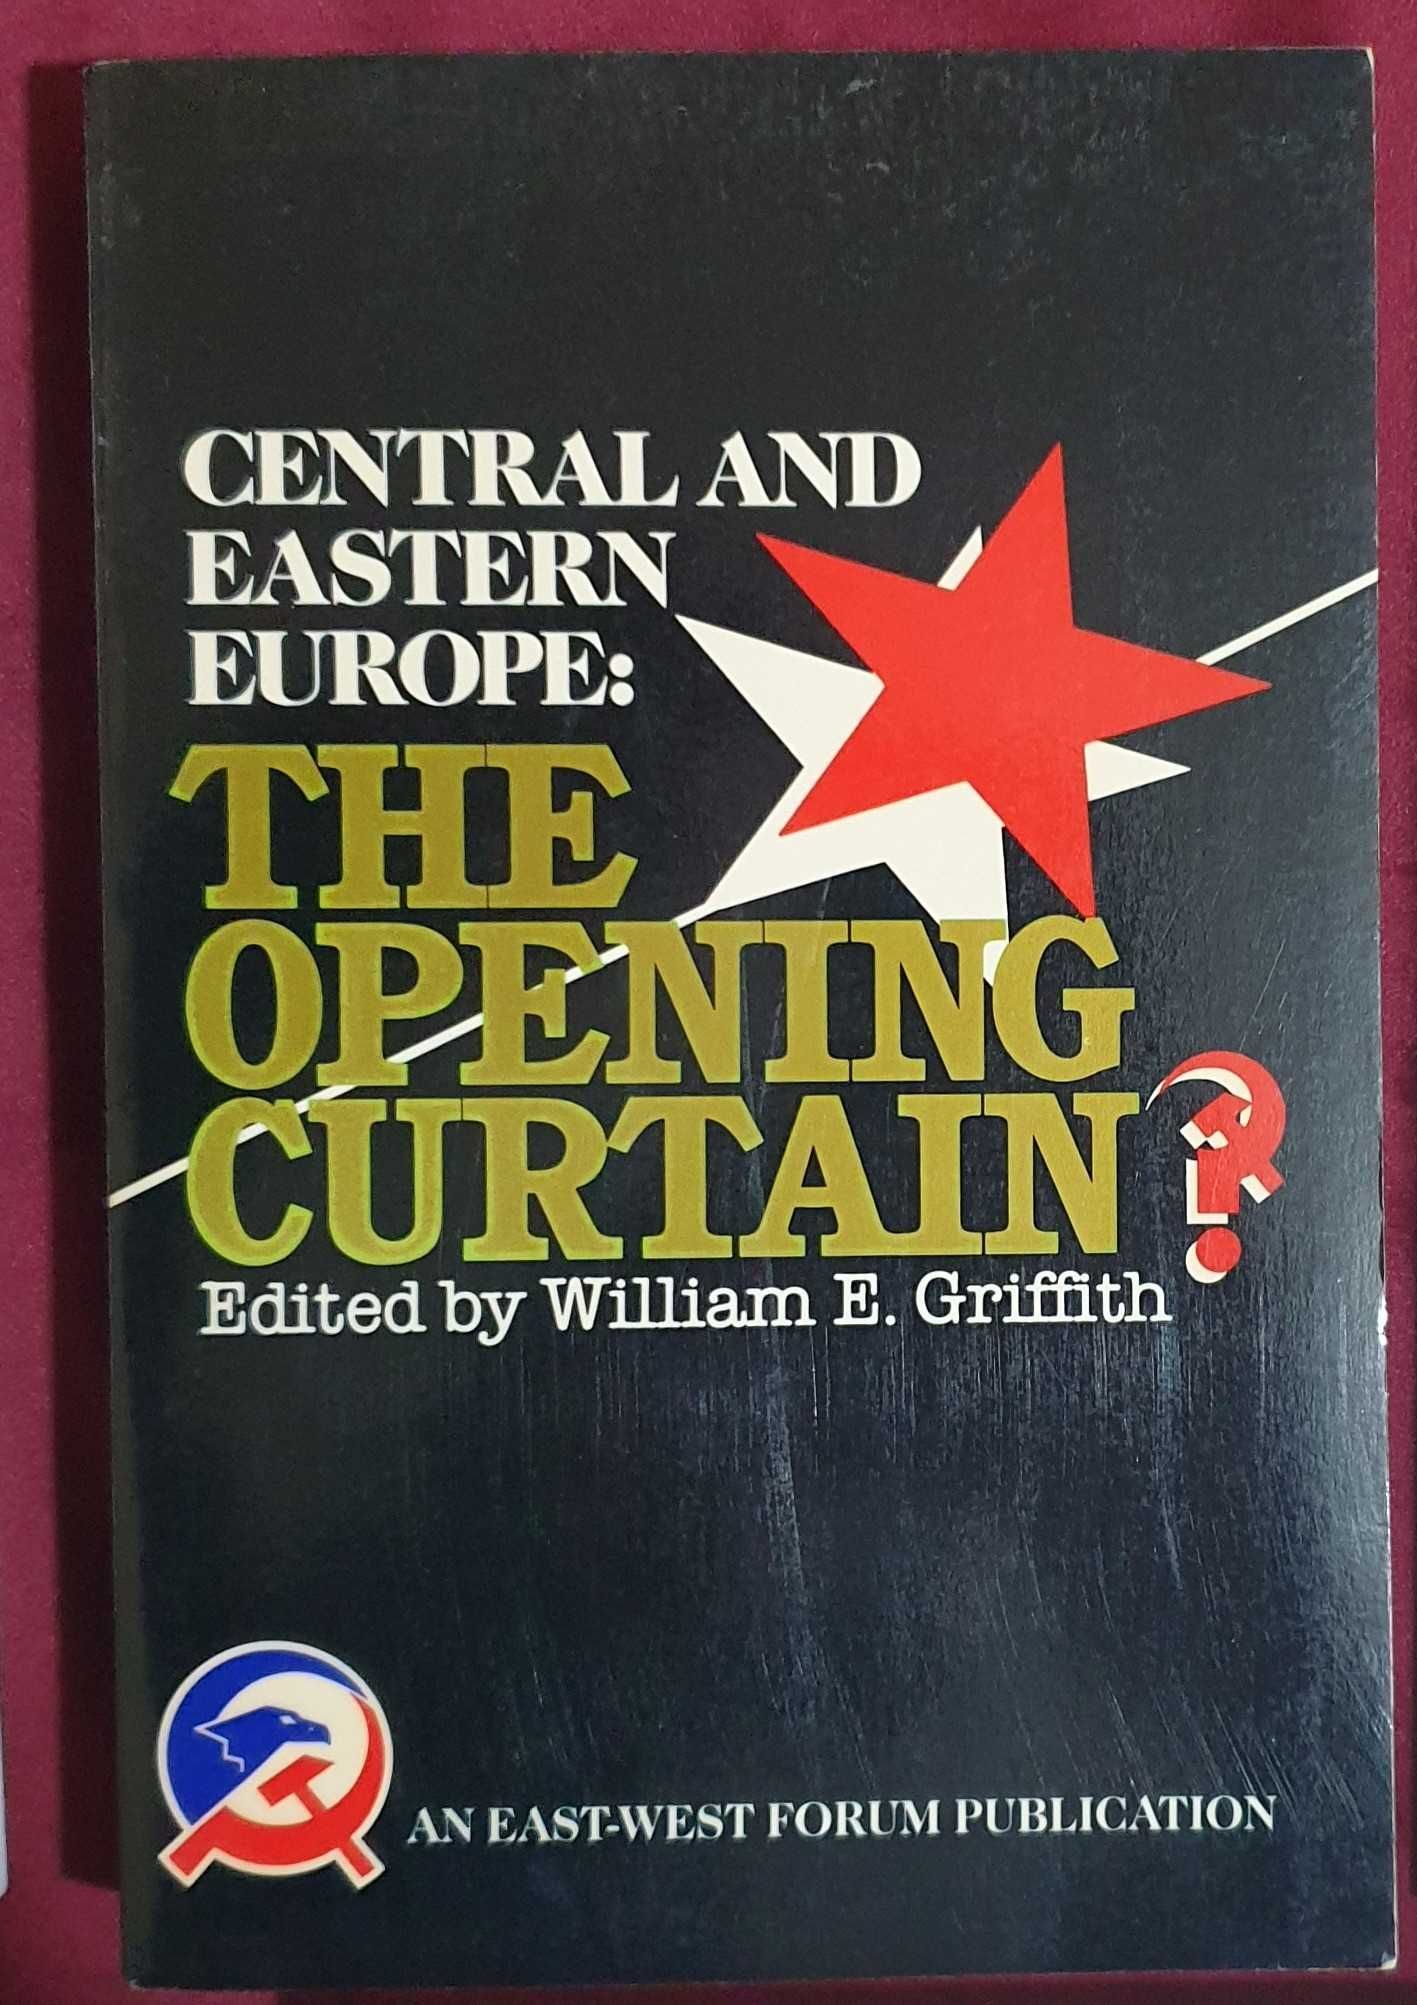 CENTRAL AND
EASTERN
EUROPE:
THE
OPENING
CURTAIN?
Edited by William E. Griffith
AN EAST-WEST FORUM PUBLICATION